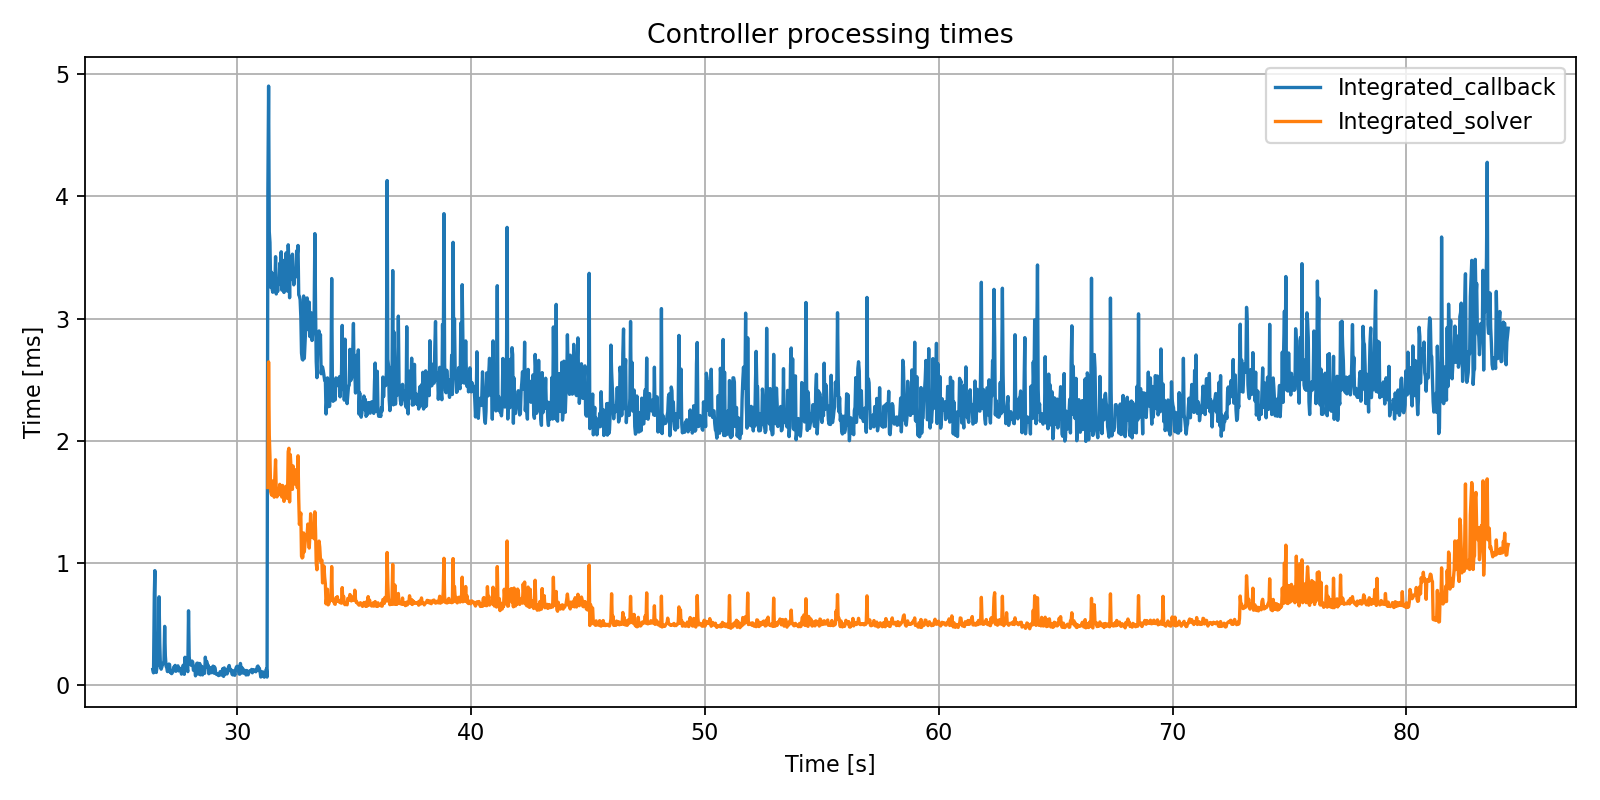 Controller processing times
Integrated_callback
Integrated_solver
Time [ms]
5
4
3
2
1
0
30 40 50 60 70 80
Time [s]